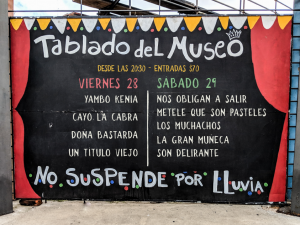 Tablado del Museo
DESDE LAS 20:30 - ENTRADAS $70
VIERNES 28
YAMBO KENIA
CAYO LA CABRA
DOÑA BASTARDA
UN TITULO VIEJO
SABADO 29
NOS OBLIGAN A SALIR
METELE QUE SON PASTELES
LOS MUCHACHOS
LA GRAN MUÑECA
SON DELIRANTE
NO SUSPENDE POR LLuvia